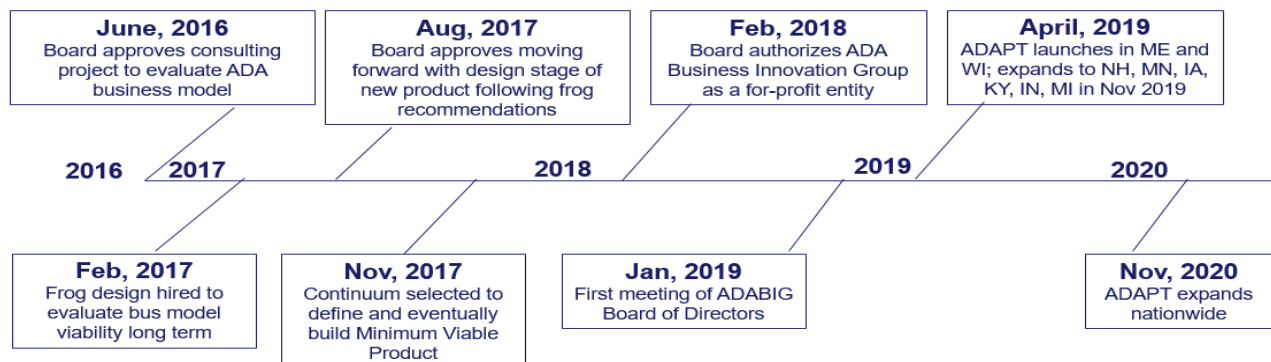 June, 2016
Board approves consulting
project to evaluate ADA
business model
Aug, 2017
Board approves moving
forward with design stage of
new product following frog
recommendations
Feb, 2018
Board authorizes ADA
Business Innovation Group
as a for-profit entity
April, 2019
ADAPT launches in ME and
WI; expands to NH, MN, IA,
KY, IN, MI in Nov 2019
2016
2017
2018
2019
2020
Feb, 2017
Frog design hired to
evaluate bus model
viability long term
Nov, 2017
Continuum selected to
define and eventually
build Minimum Viable
Product
Jan, 2019
First meeting of ADABIG
Board of Directors
Nov, 2020
ADAPT expands
nationwide